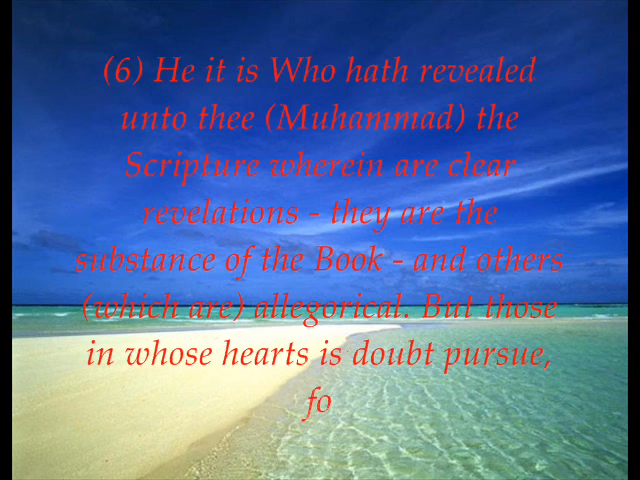 (6) He it is Who hath revealed
unto thee (Muhammad) the
Scripture wherein are clear
revelations - they are the
substance of the Book - and others
(which are) allegorical. But those
in whose hearts is doubt pursue,
fo